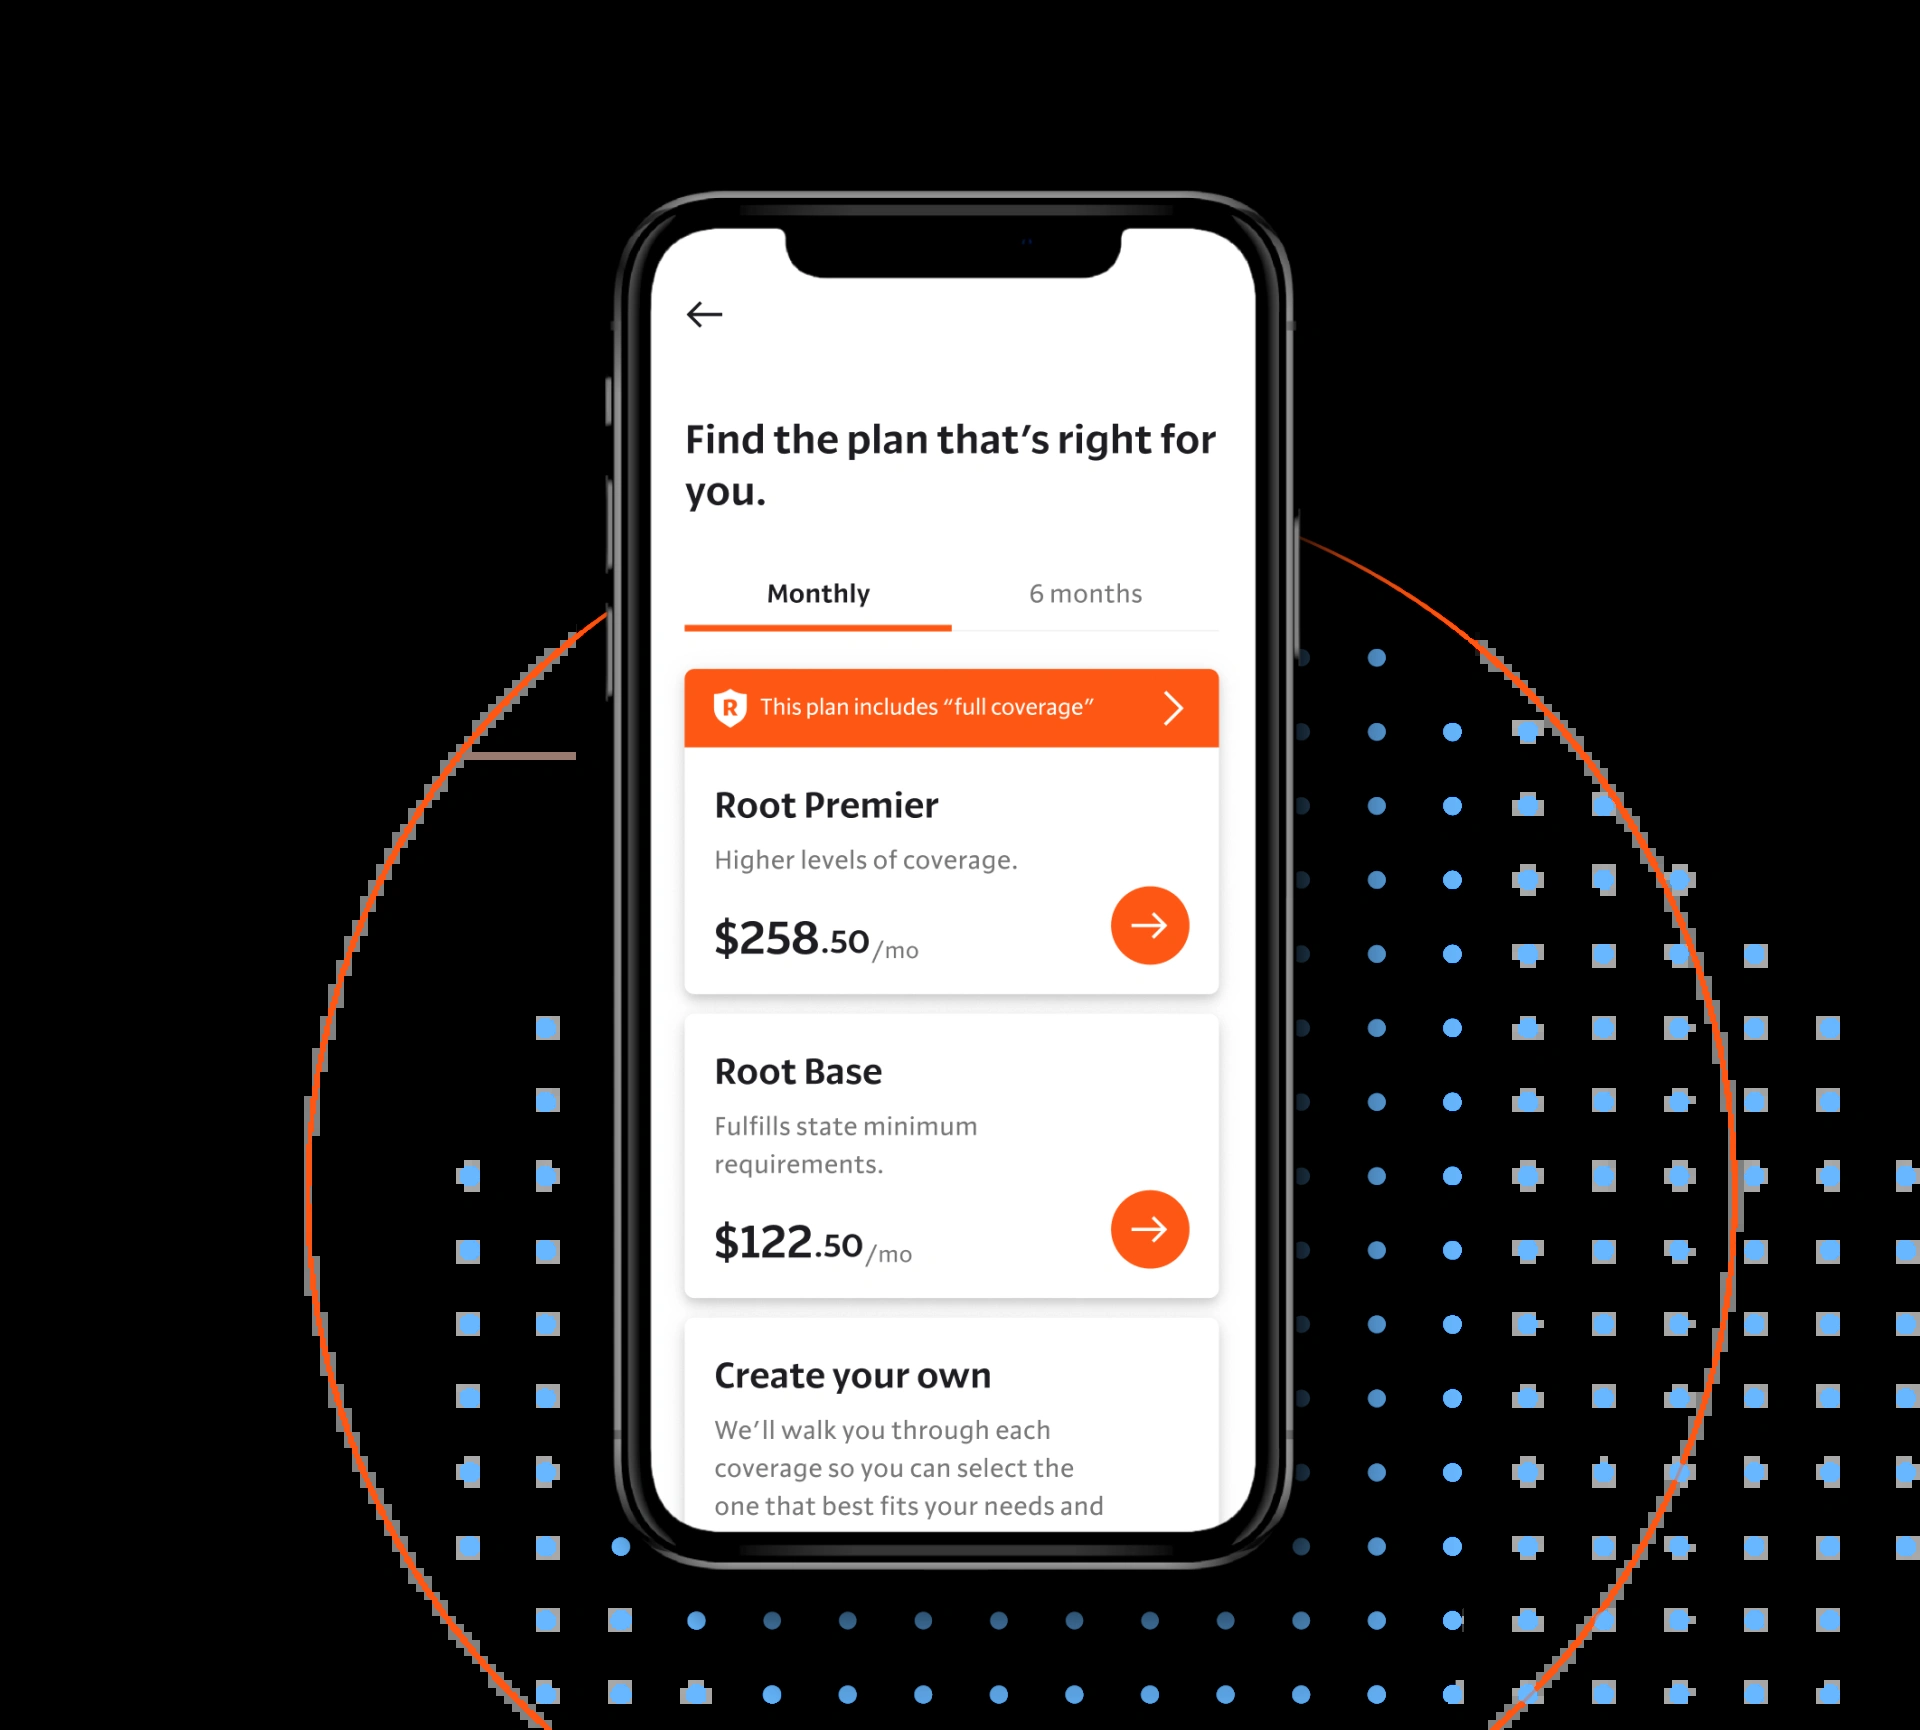 Find the plan that’s right for
you.
Monthly
6 months
R
This plan includes “full coverage”
Root Premier
Higher levels of coverage.
$258.50/mo
Root Base
Fulfills state minimum
requirements.
$122.50/mo
Create your own
We’ll walk you through each
coverage so you can select the
one that best fits your needs and